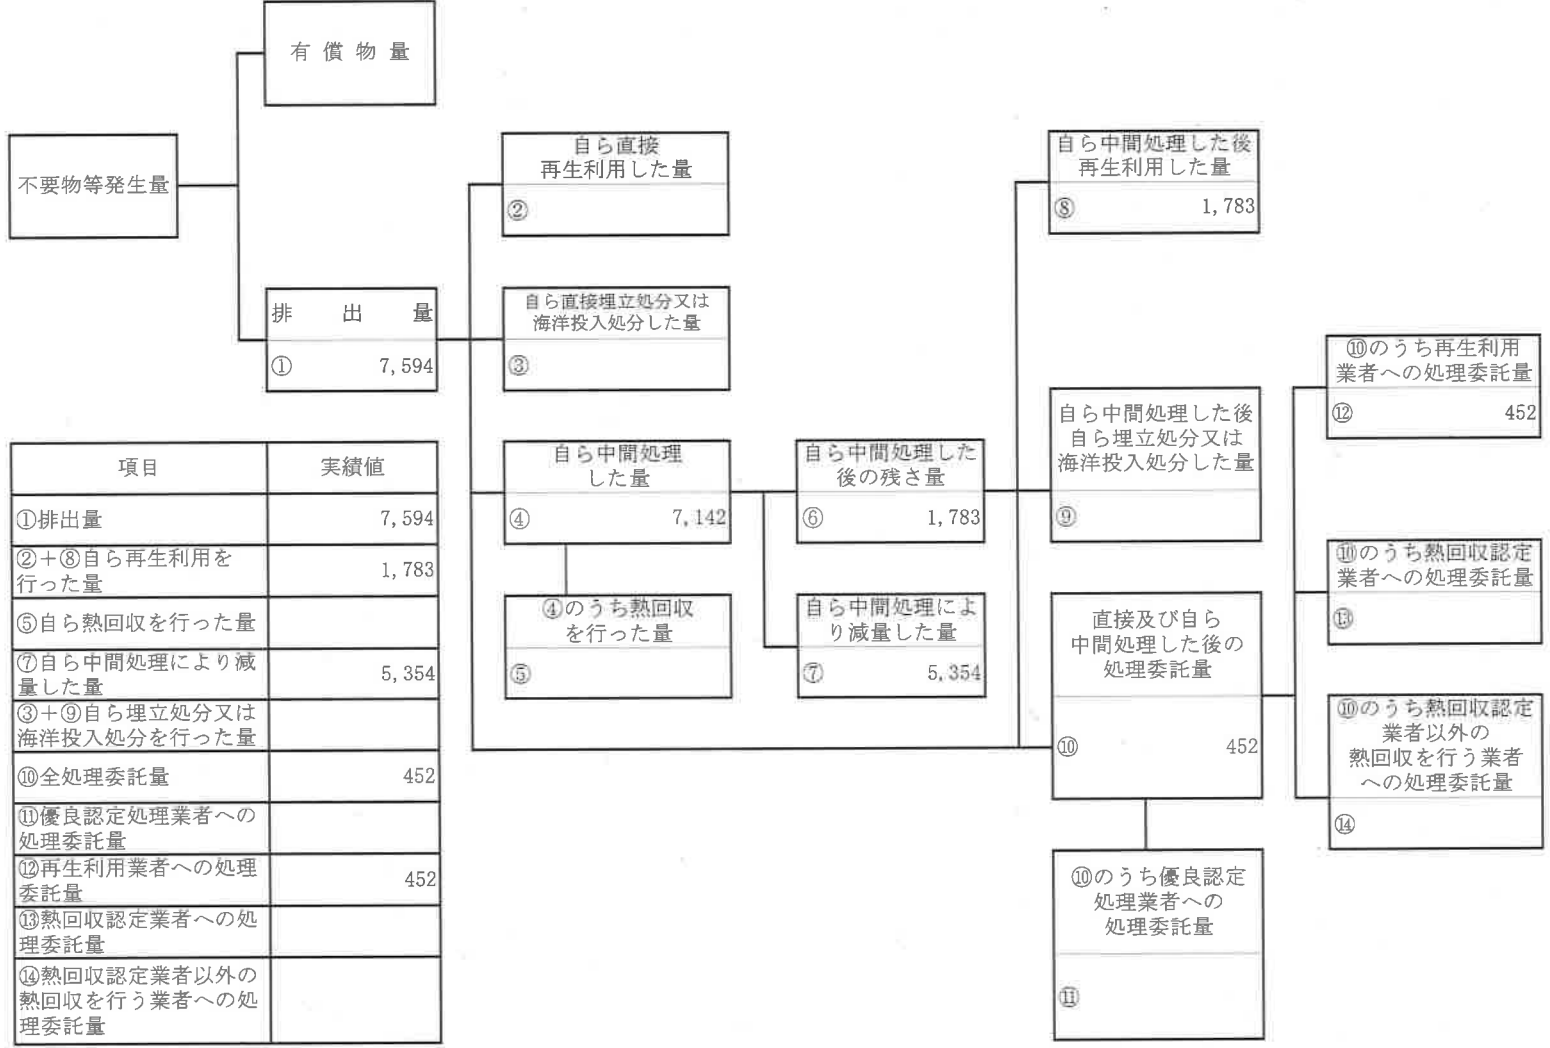 有償物量
不要物等発生量
排出量
① 7,594
自ら直接
再生利用した量
②
自ら直接埋立処分又は
海洋投入処分した量
③
自ら中間処理
した量
④ 7,142
④のうち熱回収
を行った量
⑤
自ら中間処理した
後の残さ量
⑥ 1,783
自ら中間処理によ
り減量した量
⑦ 5,354
自ら中間処理した後
再生利用した量
⑧ 1,783
自ら中間処理した後
自ら埋立処分又は
海洋投入処分した量
⑨
直接及び自ら
中間処理した後の
処理委託量
⑩ 452
⑩のうち優良認定
処理業者への
処理委託量
⑪
⑩のうち再生利用
業者への処理委託量
⑫ 452
⑩のうち熱回収認定
業者への処理委託量
⑬
⑩のうち熱回収認定
業者以外の
熱回収を行う業者
への処理委託量
⑭
項目 実績値
①排出量 7,594
②+⑧自ら再生利用を
行った量 1,783
⑤自ら熱回収を行った量
⑦自ら中間処理により減
量した量 5,354
③+⑨自ら埋立処分又は
海洋投入処分を行った量
⑩全処理委託量 452
⑪優良認定処理業者への
処理委託量
⑫再生利用業者への処理
委託量 452
⑬熱回収認定業者への処
理委託量
⑭熱回収認定業者以外の
熱回収を行う業者への処
理委託量